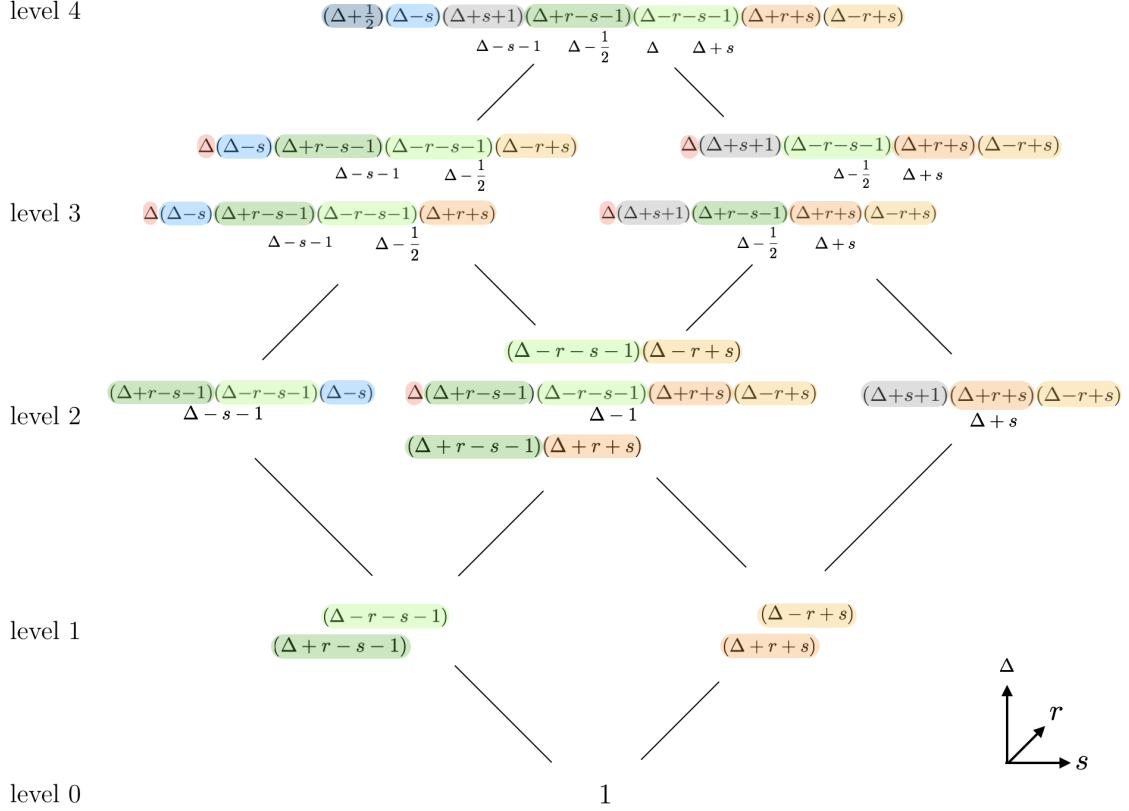 level 4
(Δ+1/2)(Δ−s)(Δ+s+1)(Δ+r−s−1)(Δ−r−s−1)(Δ+r+s)(Δ−r+s)
Δ−s−1 Δ−1/2 Δ Δ+s
Δ(Δ−s)(Δ+r−s−1)(Δ−r−s−1)(Δ−r+s)
Δ−s−1 Δ−1/2
Δ(Δ+s+1)(Δ−r−s−1)(Δ+r+s)(Δ−r+s)
Δ−1/2 Δ+s
level 3
Δ(Δ−s)(Δ+r−s−1)(Δ−r−s−1)(Δ+r+s)
Δ−s−1 Δ−1/2
Δ(Δ+s+1)(Δ+r−s−1)(Δ+r+s)(Δ−r+s)
Δ−1/2 Δ+s
(Δ−r−s−1)(Δ−r+s)
level 2
(Δ+r−s−1)(Δ−r−s−1)(Δ−s)
Δ−s−1
Δ(Δ+r−s−1)(Δ−r−s−1)(Δ+r+s)(Δ−r+s)
Δ−1
(Δ+s+1)(Δ+r+s)(Δ−r+s)
Δ+s
(Δ+r−s−1)(Δ+r+s)
level 1
(Δ−r−s−1)
(Δ+r−s−1)
(Δ−r+s)
(Δ+r+s)
Δ
r
s
level 0
1